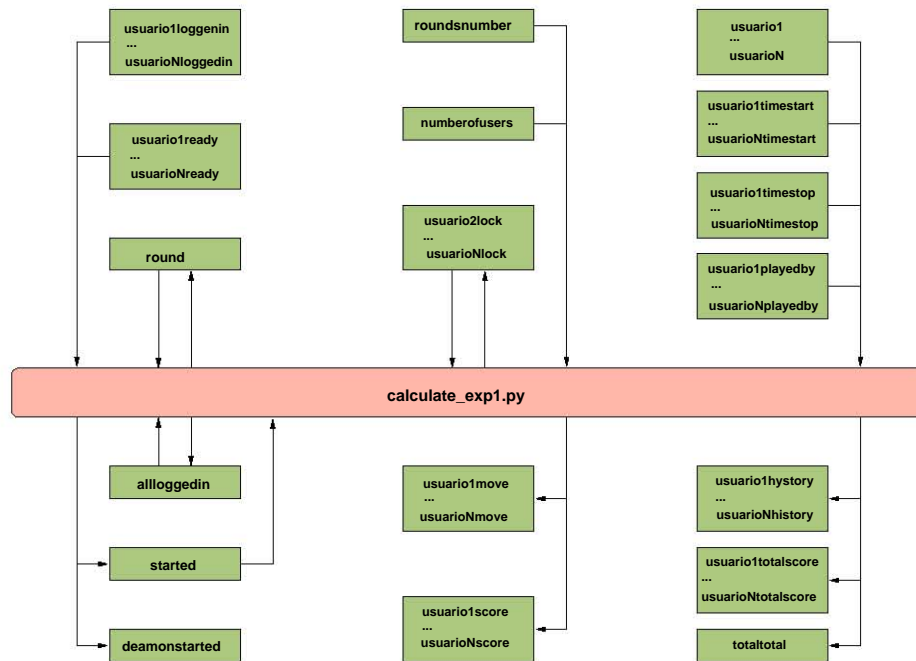 usuario1loggenin
...
usuarioNloggedin
usuario1ready
...
usuarioNready
round
roundsnumber
numberofusers
usuario2lock
...
usuarioNlock
usuario1
...
usuarioN
usuario1timestart
...
usuarioNtimestart
usuario1timestop
...
usuarioNtimestop
usuario1playedby
...
usuarioNplayedby
calculate_exp1.py
allloggedin
started
deamonstarted
usuario1move
...
usuarioNmove
usuario1score
...
usuarioNscore
usuario1hystory
...
usuarioNhistory
usuario1totalscore
...
usuarioNtotalscore
totaltotal